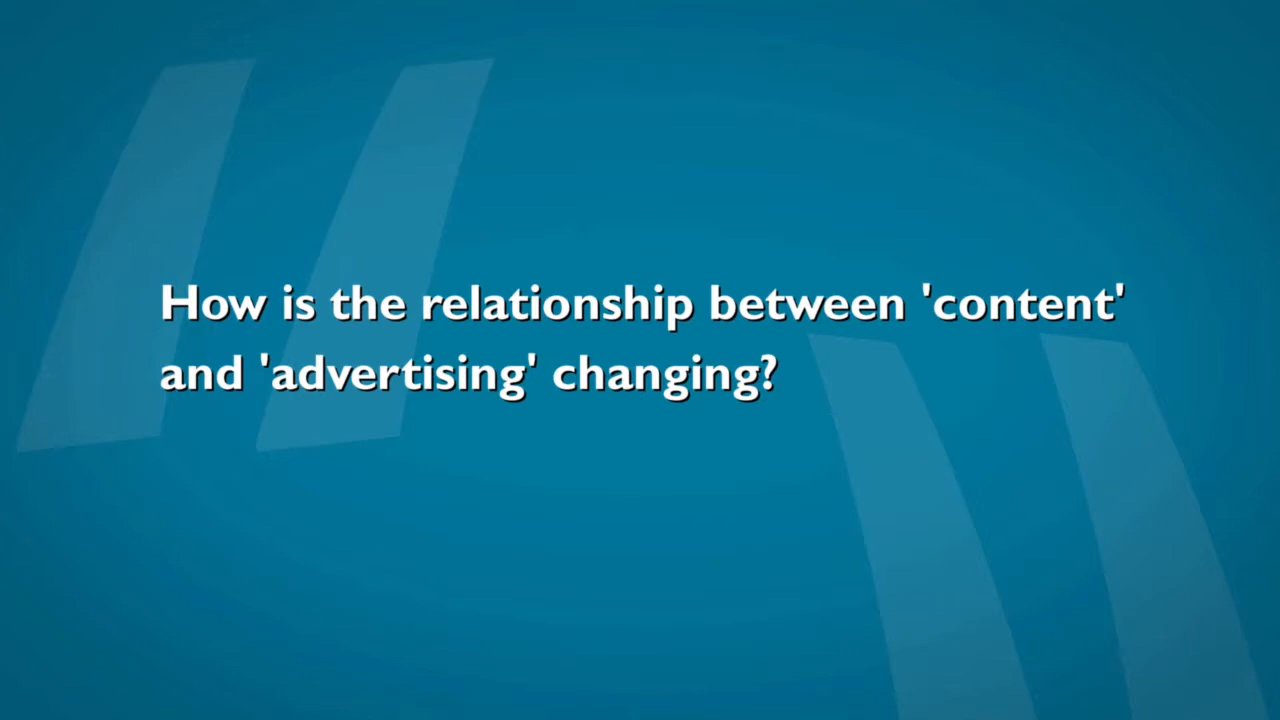 How is the relationship between 'content'
and 'advertising' changing?